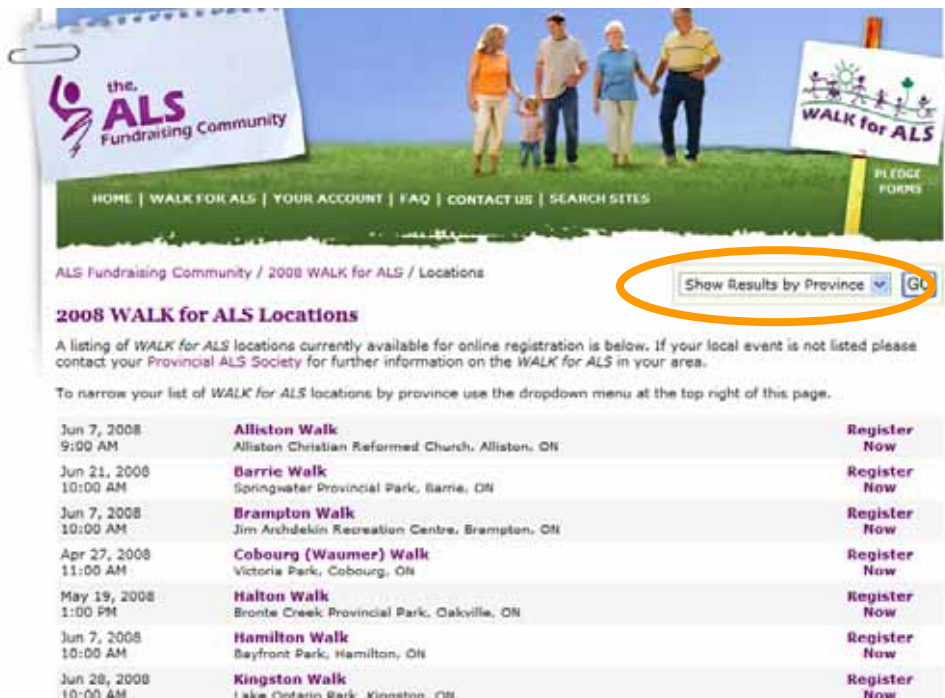 the
ALS
Fundraising Community
WALK for ALS
PLEDGE
FORMS
HOME | WALK FOR ALS | YOUR ACCOUNT | FAQ | CONTACT US | SEARCH SITES
ALS Fundraising Community / 2008 WALK for ALS / Locations
Show Results by Province GO
2008 WALK for ALS Locations
A listing of WALK for ALS locations currently available for online registration is below. If your local event is not listed please
contact your Provincial ALS Society for further information on the WALK for ALS in your area.
To narrow your list of WALK for ALS locations by province use the dropdown menu at the top right of this page.
Jun 7, 2008 Alliston Walk Register
9:00 AM Alliston Christian Reformed Church, Alliston, ON Now
Jun 21, 2008 Barrie Walk Register
10:00 AM Springwater Provincial Park, Barrie, ON Now
Jun 7, 2008 Brampton Walk Register
10:00 AM Jim Archdekin Recreation Centre, Brampton, ON Now
Apr 27, 2008 Cobourg (Waumer) Walk Register
11:00 AM Victoria Park, Cobourg, ON Now
May 19, 2008 Halton Walk Register
1:00 PM Bronte Creek Provincial Park, Oakville, ON Now
Jun 7, 2008 Hamilton Walk Register
10:00 AM Bayfront Park, Hamilton, ON Now
Jun 28, 2008 Kingston Walk Register
10:00 AM Lake Ontario Park, Kingston, ON Now